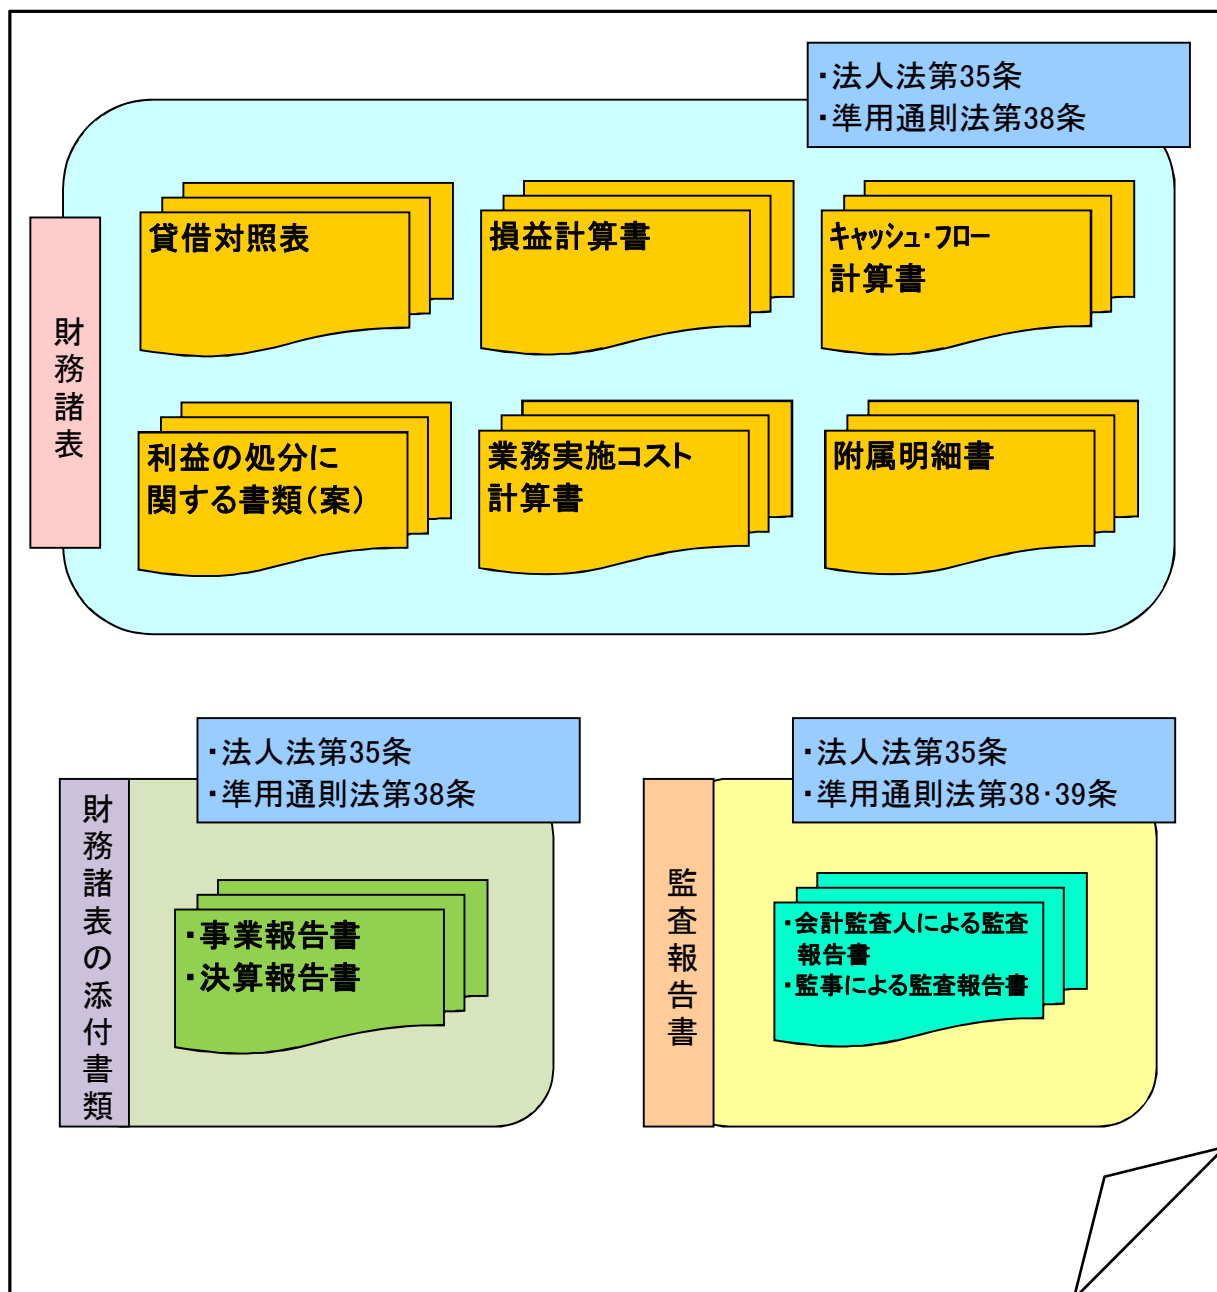 ・法人法第35条
・準用通則法第38条
財務諸表
貸借対照表
損益計算書
ｷｬｯｼｭ・ﾌﾛｰ
計算書
利益の処分に
関する書類(案)
業務実施コスト
計算書
附属明細書
・法人法第35条
・準用通則法第38条
財務諸表の添付書類
・事業報告書
・決算報告書
・法人法第35条
・準用通則法第38・39条
監査報告書
・会計監査人による監査
報告書
・監事による監査報告書